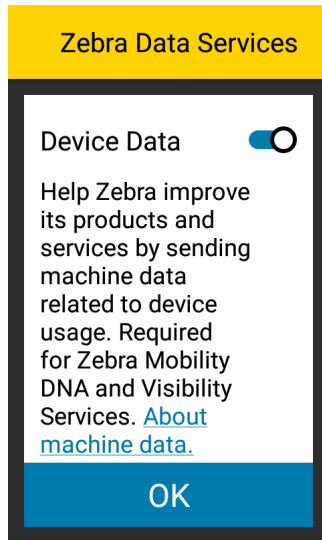 Zebra Data Services
Device Data
Help Zebra improve
its products and
services by sending
machine data
related to device
usage. Required
for Zebra Mobility
DNA and Visibility
Services. About
machine data.
OK